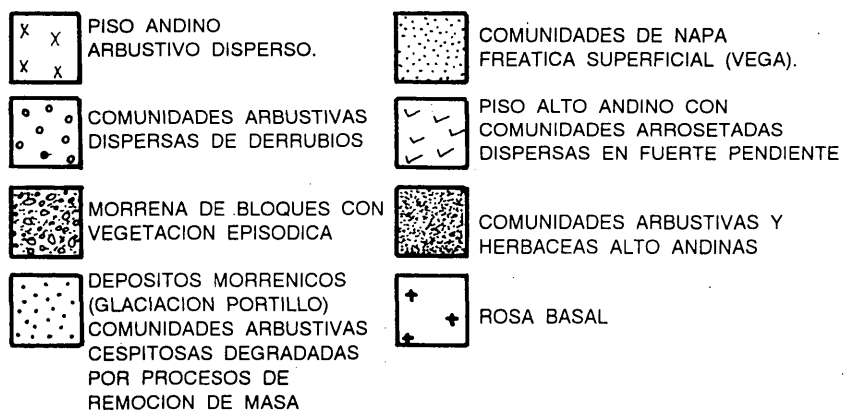 PISO ANDINO
ARBUSTIVO DISPERSO.
COMUNIDADES ARBUSTIVAS
DISPERSAS DE DERRUBIOS
MORRENA DE BLOQUES CON
VEGETACION EPISODICA
DEPOSITOS MORRENICOS
(GLACIACION PORTILLO)
COMUNIDADES ARBUSTIVAS
CESPITOSAS DEGRADADAS
POR PROCESOS DE
REMOCION DE MASA
COMUNIDADES DE NAPA
FREATICA SUPERFICIAL (VEGA).
PISO ALTO ANDINO CON
COMUNIDADES ARROSETADAS
DISPERSAS EN FUERTE PENDIENTE
COMUNIDADES ARBUSTIVAS Y
HERBACEAS ALTO ANDINAS
ROSA BASAL